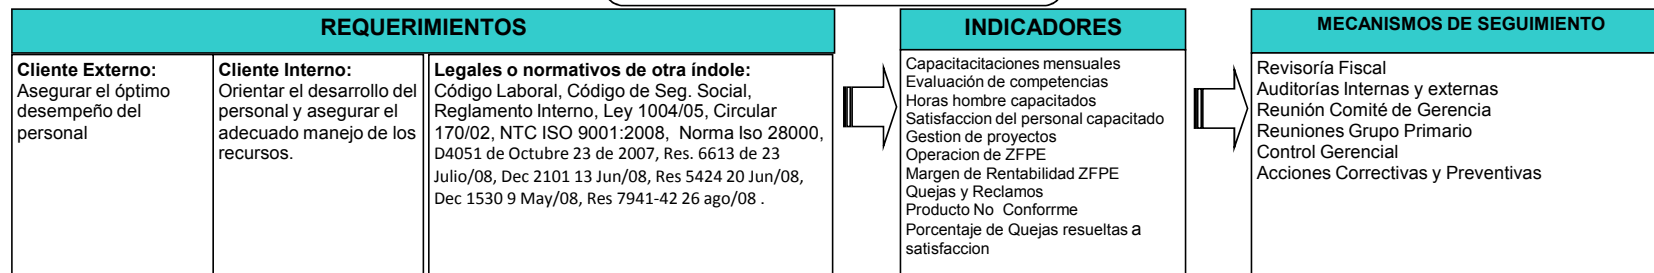 REQUERIMIENTOS
Cliente Externo:
Asegurar el óptimo
desempeño del
personal
Cliente Interno:
Orientar el desarrollo del
personal y asegurar el
adecuado manejo de los
recursos.
Legales o normativos de otra índole:
Código Laboral, Código de Seg. Social,
Reglamento Interno, Ley 1004/05, Circular
170/02, NTC ISO 9001:2008, Norma Iso 28000,
D4051 de Octubre 23 de 2007, Res. 6613 de 23
Julio/08, Dec 2101 13 Jun/08, Res 5424 20 Jun/08,
Dec 1530 9 May/08, Res 7941-42 26 ago/08 .
INDICADORES
Capacitacitaciones mensuales
Evaluación de competencias
Horas hombre capacitados
Satisfaccion del personal capacitado
Gestion de proyectos
Operacion de ZFPE
Margen de Rentabilidad ZFPE
Quejas y Reclamos
Producto No Conforrme
Porcentaje de Quejas resueltas a
satisfaccion
MECANISMOS DE SEGUIMIENTO
Revisoría Fiscal
Auditorías Internas y externas
Reunión Comité de Gerencia
Reuniones Grupo Primario
Control Gerencial
Acciones Correctivas y Preventivas